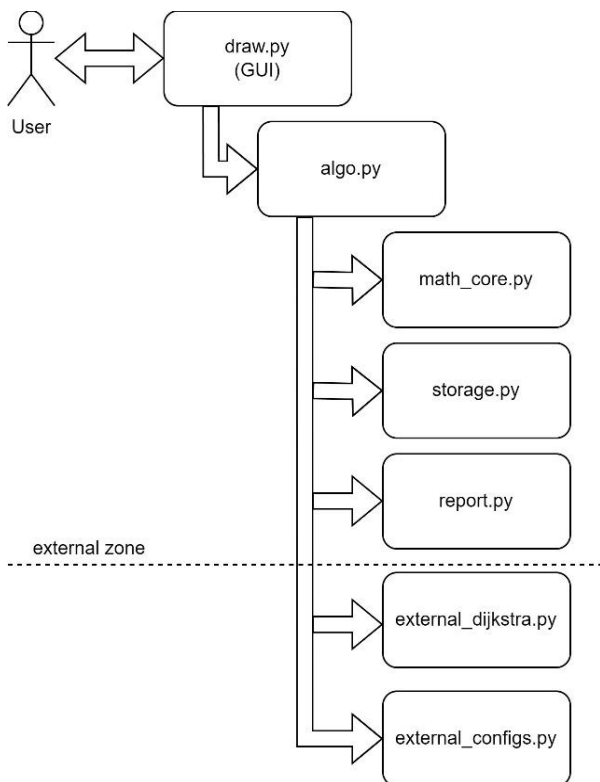 draw.py
(GUI)
User
algo.py
math_core.py
storage.py
report.py
external zone
external_dijkstra.py
external_configs.py